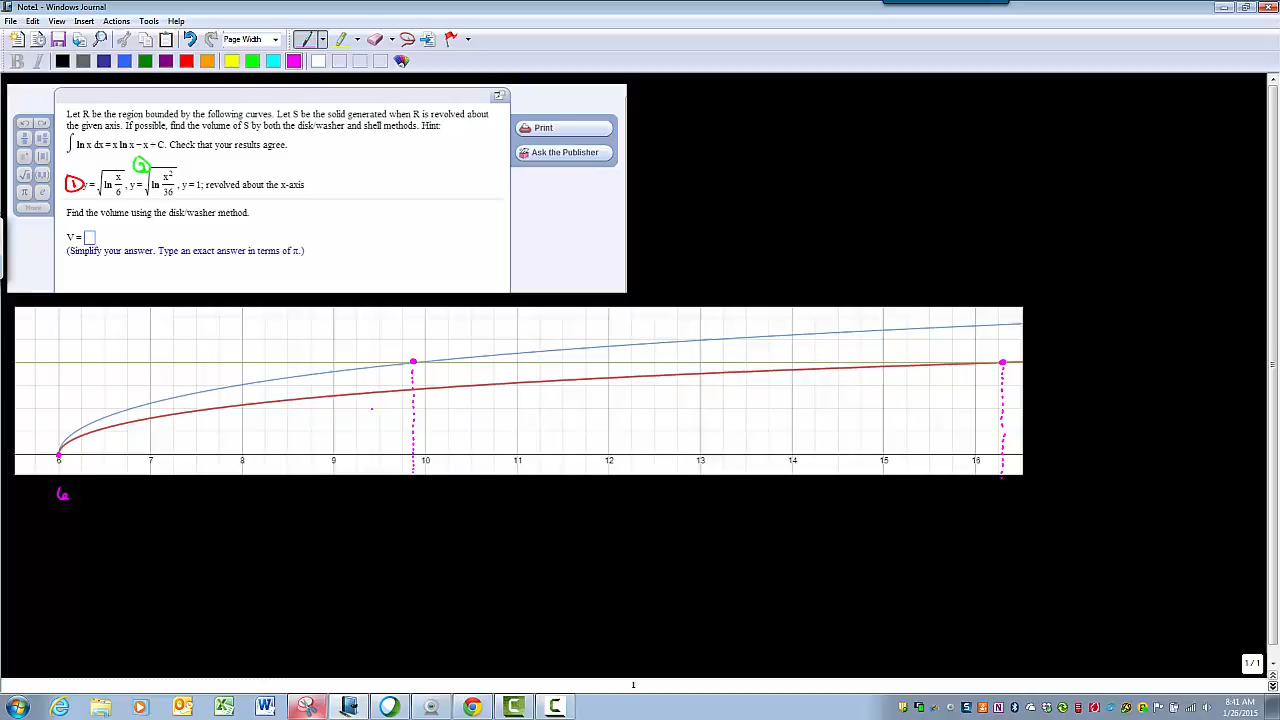 Note1 - Windows Journal
File Edit View Insert Actions Tools Help
Page Width
B I
Let R be the region bounded by the following curves. Let S be the solid generated when R is revolved about
the given axis. If possible, find the volume of S by both the disk/washer and shell methods. Hint:
∫ ln x dx = x ln x − x + C. Check that your results agree.
① y = √(ln x/6), ② y = √(ln x²/36), y = 1; revolved about the x-axis
Find the volume using the disk/washer method.
V =
(Simplify your answer. Type an exact answer in terms of π.)
More
Print
Ask the Publisher
6 7 8 9 10 11 12 13 14 15 16
6
1 / 1
1
8:41 AM
1/26/2015